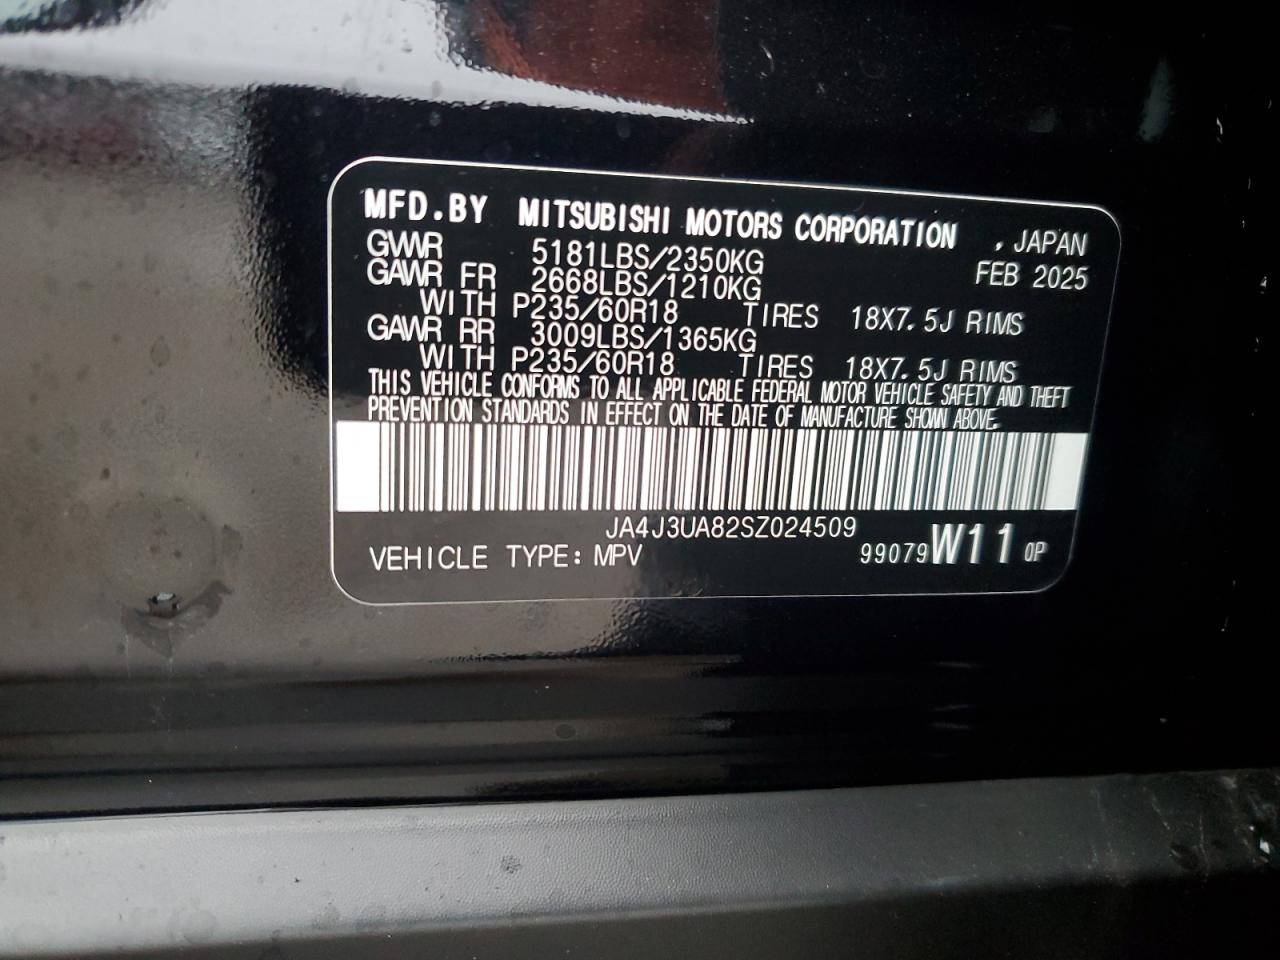 MFD.BY MITSUBISHI MOTORS CORPORATION , JAPAN
GVWR 5181LBS/2350KG FEB 2025
GAWR FR 2668LBS/1210KG
WITH P235/60R18 TIRES 18X7.5J RIMS
GAWR RR 3009LBS/1365KG
WITH P235/60R18 TIRES 18X7.5J RIMS
THIS VEHICLE CONFORMS TO ALL APPLICABLE FEDERAL MOTOR VEHICLE SAFETY AND THEFT
PREVENTION STANDARDS IN EFFECT ON THE DATE OF MANUFACTURE SHOWN ABOVE.
JA4J3UA82SZ024509
VEHICLE TYPE: MPV 99079 W11 0P